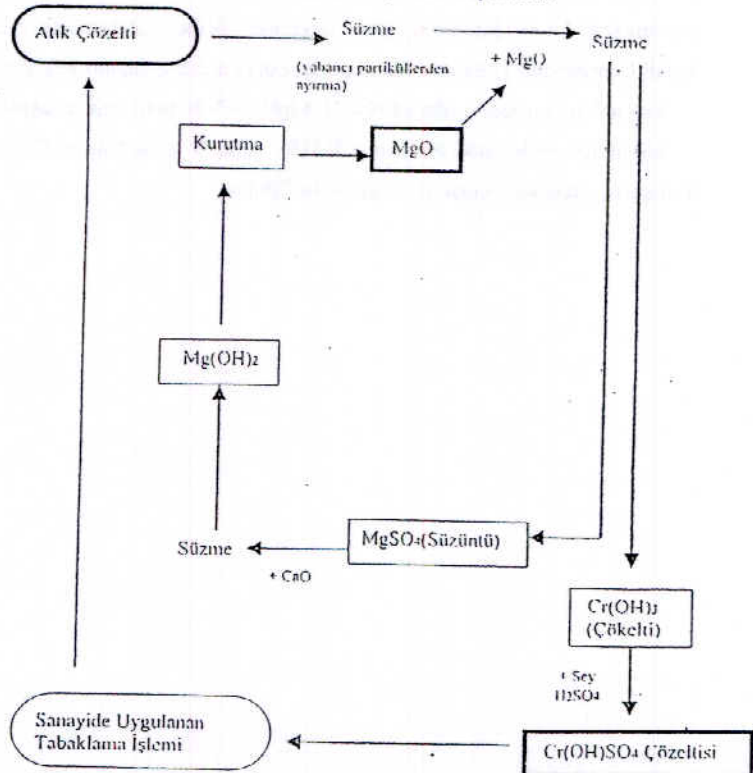 Atık Çözelti
Süzme
(yabancı partiküllerden
ayırma)
+ MgO
Süzme
Kurutma
MgO
Mg(OH)2
Süzme
+ CaO
MgSO4(Süzüntü)
Cr(OH)3
(Çökelti)
+ Sey
H2SO4
Sanayide Uygulanan
Tabaklama İşlemi
Cr(OH)SO4 Çözeltisi